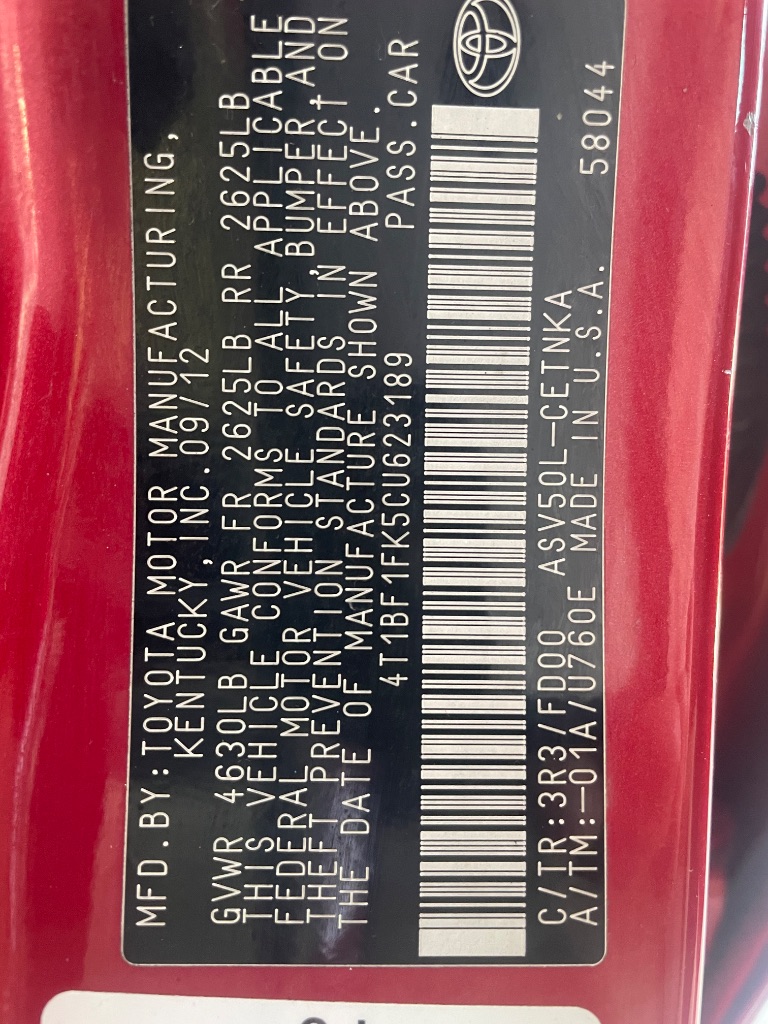 MFD.BY:TOYOTA MOTOR MANUFACTURING,
KENTUCKY,INC.09/12
GVWR 4630LB GAWR FR 2625LB RR 2625LB
THIS VEHICLE CONFORMS TO ALL APPLICABLE
FEDERAL MOTOR VEHICLE SAFETY,BUMPER,AND
THEFT PREVENTION STANDARDS IN EFFECT ON
THE DATE OF MANUFACTURE SHOWN ABOVE.
4T1BF1FK5CU623189 PASS.CAR
C/TR:3R3/FD00 ASV50L-CETNKA
A/TM:-01A/U760E MADE IN U.S.A.
58044